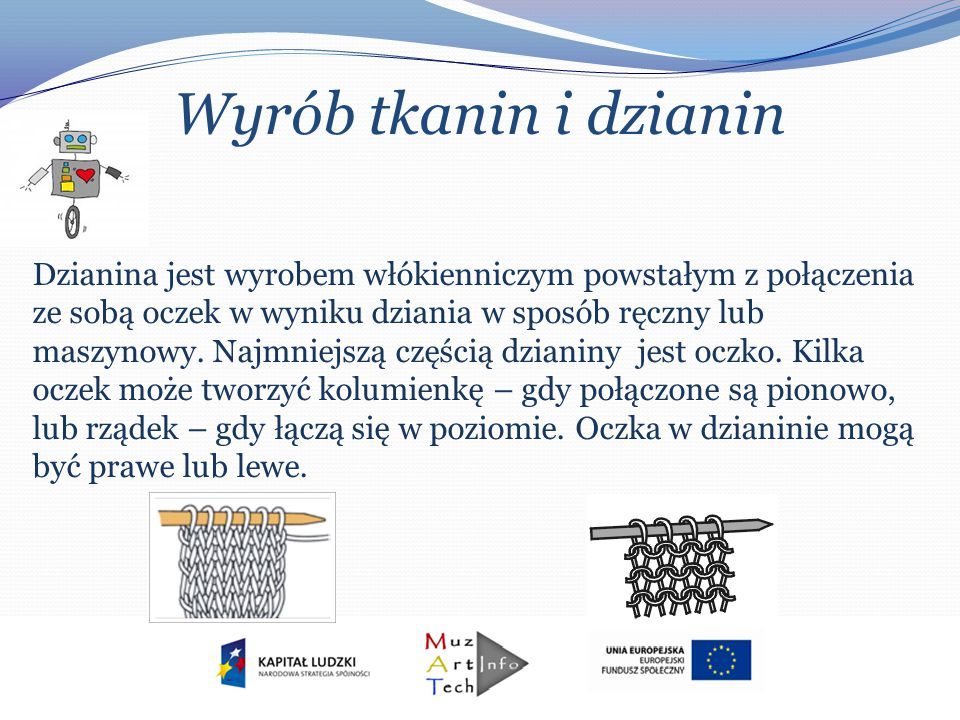 Wyrób tkanin i dzianin
Dzianina jest wyrobem włókienniczym powstałym z połączenia
ze sobą oczek w wyniku dziania w sposób ręczny lub
maszynowy. Najmniejszą częścią dzianiny jest oczko. Kilka
oczek może tworzyć kolumienkę – gdy połączone są pionowo,
lub rządek – gdy łączą się w poziomie. Oczka w dzianinie mogą
być prawe lub lewe.
KAPITAŁ LUDZKI
NARODOWA STRATEGIA SPÓJNOŚCI
Muz
Art Info
Tech
UNIA EUROPEJSKA
EUROPEJSKI
FUNDUSZ SPOŁECZNY